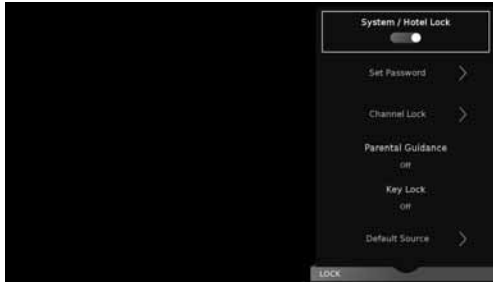 System / Hotel Lock
Set Password
Channel Lock
Parental Guidance
Off
Key Lock
Off
Default Source
LOCK